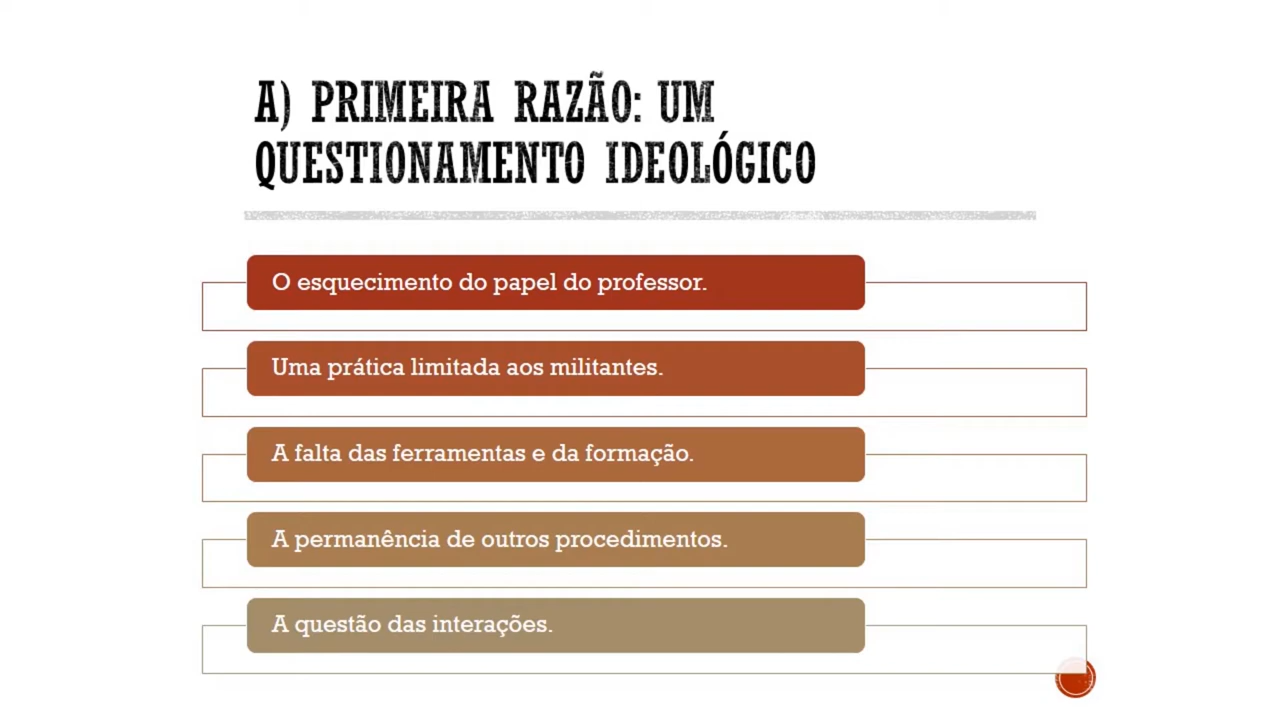 A) PRIMEIRA RAZÃO: UM
QUESTIONAMENTO IDEOLÓGICO
O esquecimento do papel do professor.
Uma prática limitada aos militantes.
A falta das ferramentas e da formação.
A permanência de outros procedimentos.
A questão das interações.